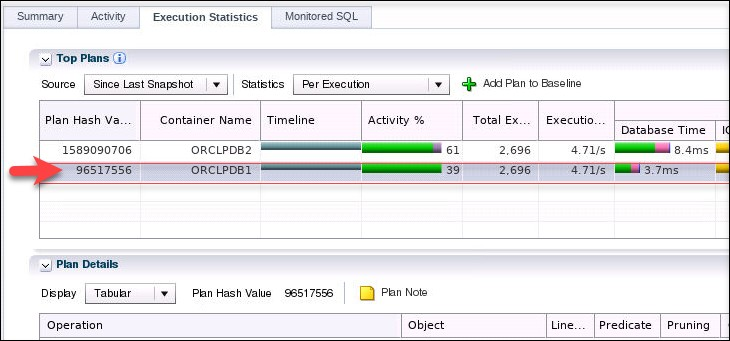 Summary Activity Execution Statistics Monitored SQL
Top Plans
Source Since Last Snapshot Statistics Per Execution Add Plan to Baseline
Plan Hash Va... Container Name Timeline Activity % Total Ex... Executio...
Database Time
1589090706 ORCLPDB2 61 2,696 4.71/s 8.4ms
96517556 ORCLPDB1 39 2,696 4.71/s 3.7ms
Plan Details
Display Tabular Plan Hash Value 96517556 Plan Note
Operation Object Line... Predicate Pruning